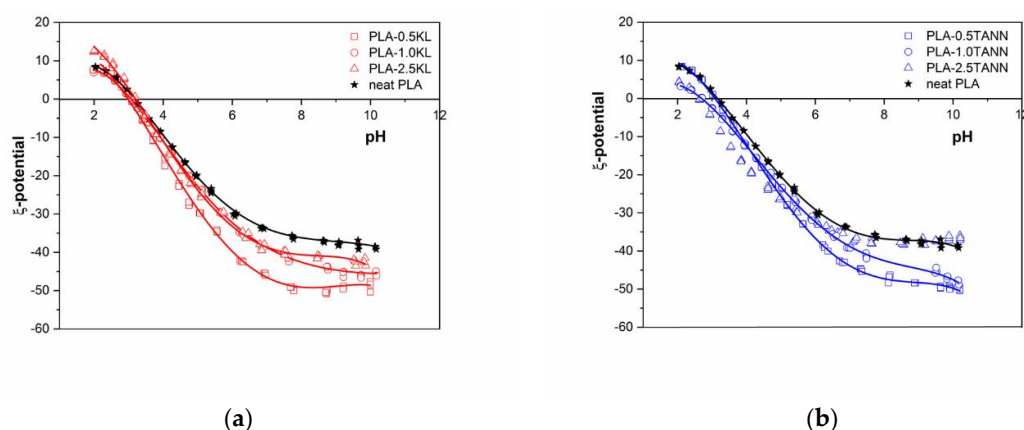 20
10
0
-10
-20
-30
-40
-50
-60
ξ-potential
0 2 4 6 8 10 12
pH
PLA-0.5KL
PLA-1.0KL
PLA-2.5KL
neat PLA
(a)
20
10
0
-10
-20
-30
-40
-50
-60
ξ-potential
0 2 4 6 8 10 12
pH
PLA-0.5TANN
PLA-1.0TANN
PLA-2.5TANN
neat PLA
(b)